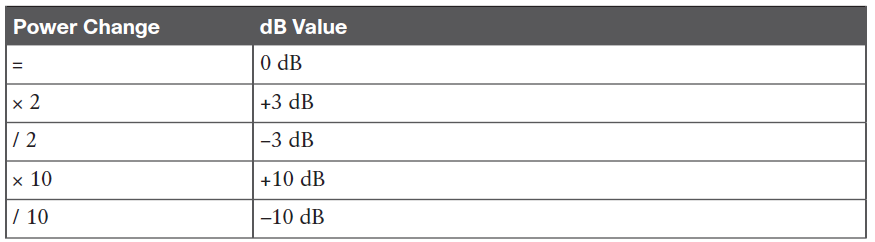 Power Change dB Value
= 0 dB
× 2 +3 dB
/ 2 –3 dB
× 10 +10 dB
/ 10 –10 dB